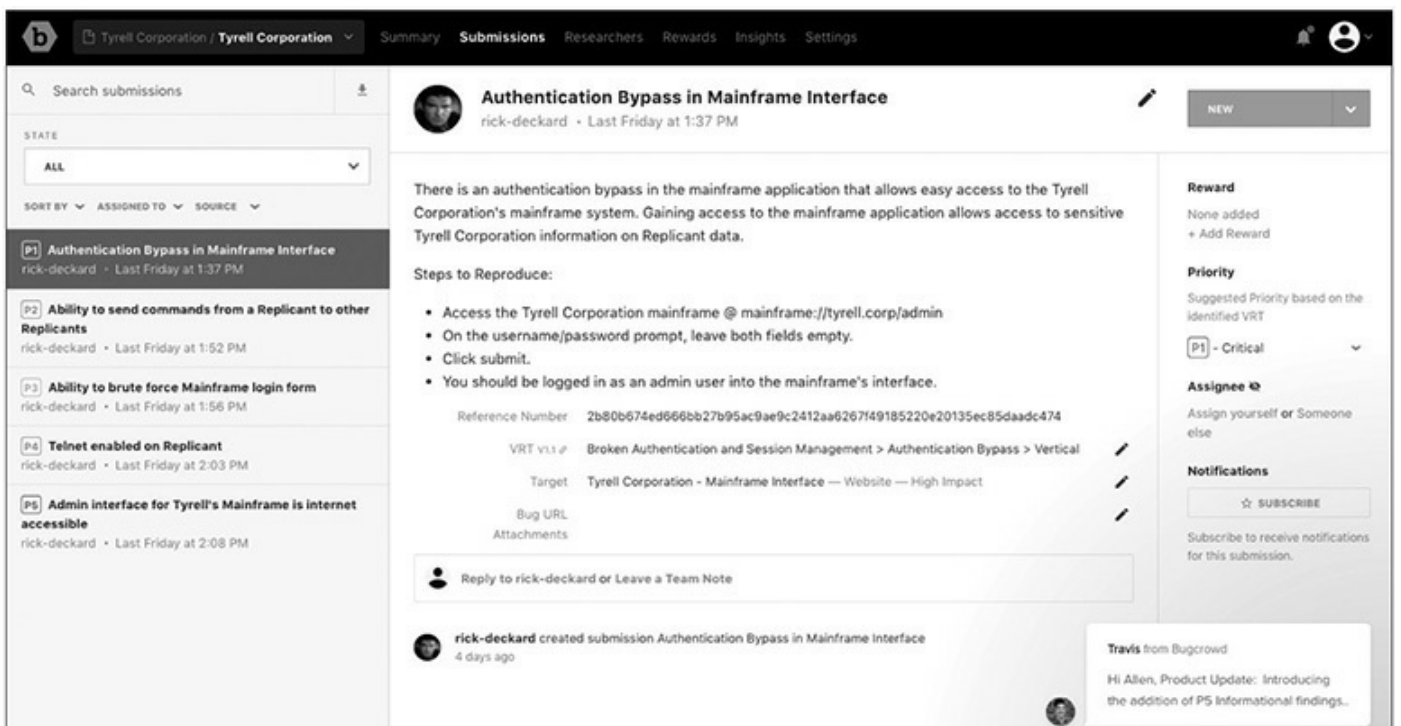 b
Tyrell Corporation / Tyrell Corporation
Summary
Submissions
Researchers
Rewards
Insights
Settings
Search submissions
STATE
ALL
SORT BY ASSIGNED TO SOURCE
P1 Authentication Bypass in Mainframe Interface
rick-deckard • Last Friday at 1:37 PM
P2 Ability to send commands from a Replicant to other
Replicants
rick-deckard • Last Friday at 1:52 PM
P3 Ability to brute force Mainframe login form
rick-deckard • Last Friday at 1:56 PM
P4 Telnet enabled on Replicant
rick-deckard • Last Friday at 2:03 PM
P5 Admin interface for Tyrell's Mainframe is internet
accessible
rick-deckard • Last Friday at 2:08 PM
Authentication Bypass in Mainframe Interface
rick-deckard • Last Friday at 1:37 PM
There is an authentication bypass in the mainframe application that allows easy access to the Tyrell
Corporation's mainframe system. Gaining access to the mainframe application allows access to sensitive
Tyrell Corporation information on Replicant data.
Steps to Reproduce:
• Access the Tyrell Corporation mainframe @ mainframe://tyrell.corp/admin
• On the username/password prompt, leave both fields empty.
• Click submit.
• You should be logged in as an admin user into the mainframe's interface.
Reference Number 2b80b674ed666bb27b95ac9ae9c2412aa6267f49185220e20135ec85daadc474
VRT v1.1 Broken Authentication and Session Management > Authentication Bypass > Vertical
Target Tyrell Corporation - Mainframe Interface — Website — High Impact
Bug URL
Attachments
Reply to rick-deckard or Leave a Team Note
rick-deckard created submission Authentication Bypass in Mainframe Interface
4 days ago
NEW
Reward
None added
+ Add Reward
Priority
Suggested Priority based on the
identified VRT
P1 - Critical
Assignee
Assign yourself or Someone
else
Notifications
☆ SUBSCRIBE
Subscribe to receive notifications
for this submission.
Travis from Bugcrowd
Hi Allen, Product Update: Introducing
the addition of P5 Informational findings..